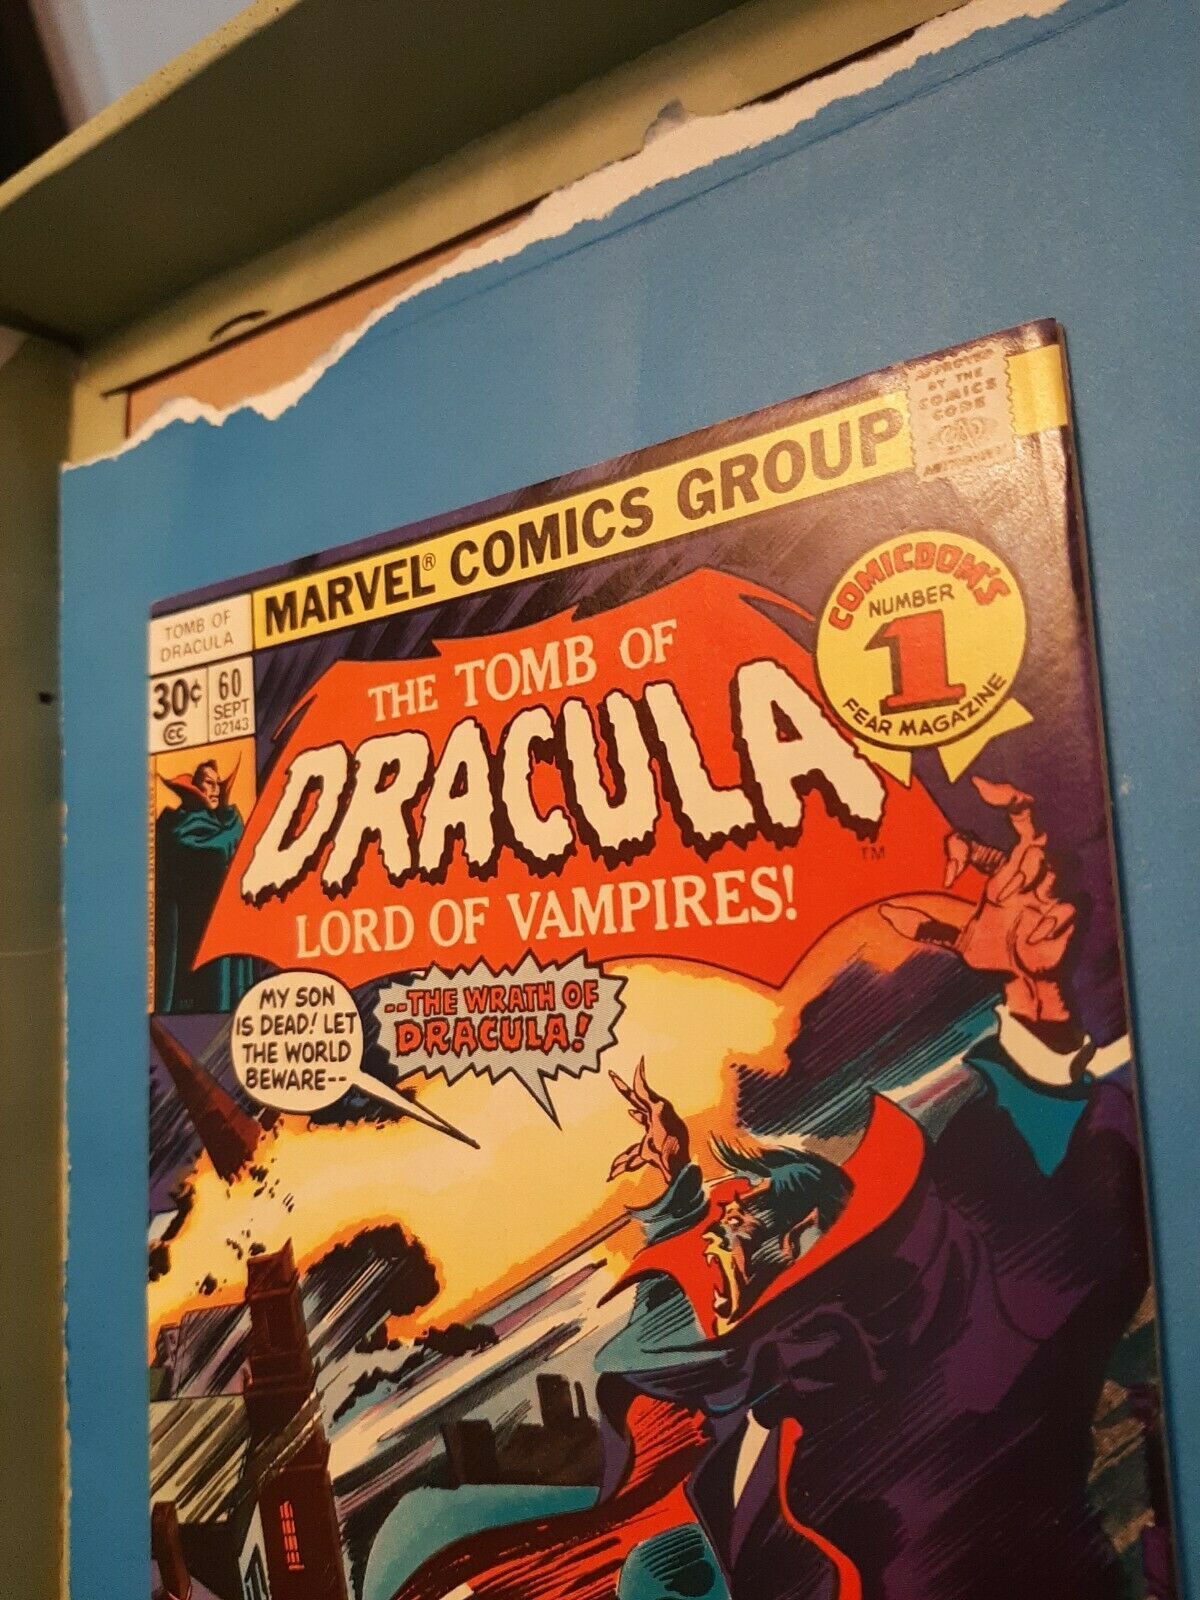 APPROVED
BY THE
COMICS
CODE
AUTHORITY
MARVEL® COMICS GROUP
TOMB OF
DRACULA
30¢
CC
60
SEPT
02143
COMICDOM'S
NUMBER
1
FEAR MAGAZINE
THE TOMB OF
DRACULA
TM
LORD OF VAMPIRES!
MY SON
IS DEAD! LET
THE WORLD
BEWARE--
--THE WRATH OF
DRACULA!